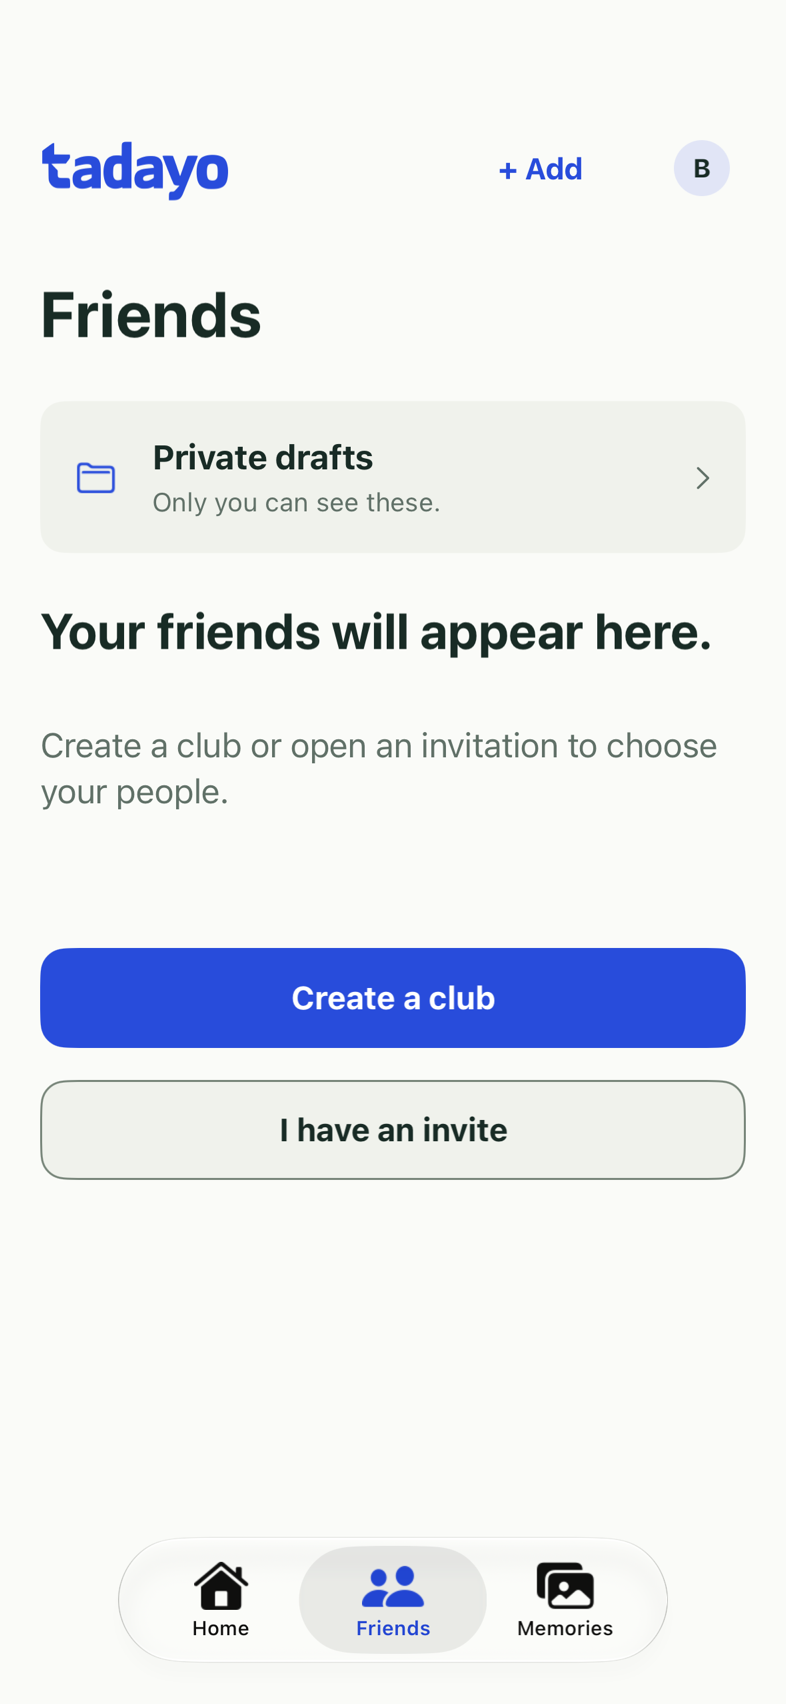 tadayo
+ Add
B
Friends
Private drafts
Only you can see these.
Your friends will appear here.
Create a club or open an invitation to choose
your people.
Create a club
I have an invite
Home
Friends
Memories